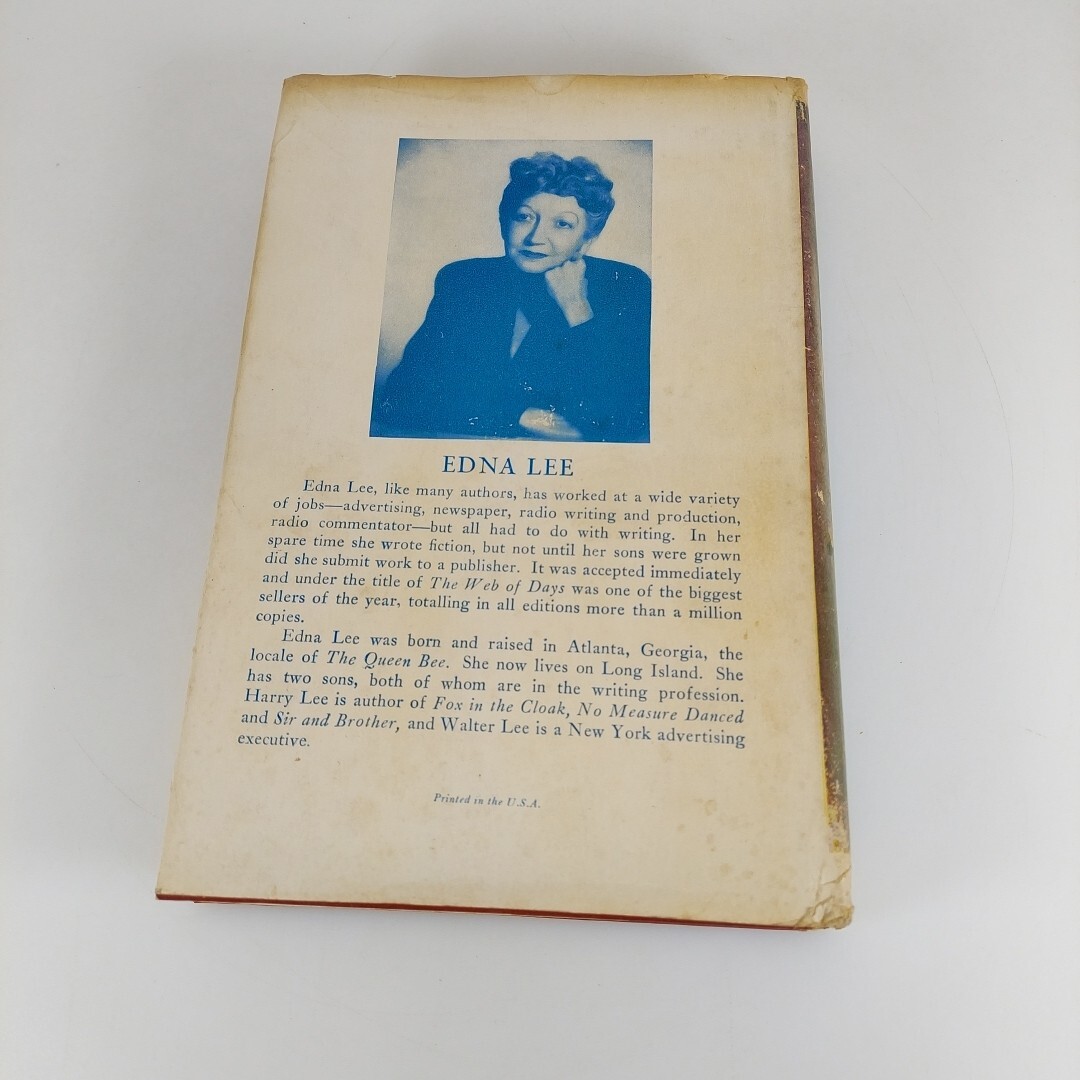 EDNA LEE
Edna Lee, like many authors, has worked at a wide variety
of jobs—advertising, newspaper, radio writing and production,
radio commentator—but all had to do with writing. In her
spare time she wrote fiction, but not until her sons were grown
did she submit work to a publisher. It was accepted immediately
and under the title of The Web of Days was one of the biggest
sellers of the year, totalling in all editions more than a million
copies.
Edna Lee was born and raised in Atlanta, Georgia, the
locale of The Queen Bee. She now lives on Long Island. She
has two sons, both of whom are in the writing profession.
Harry Lee is author of Fox in the Cloak, No Measure Danced
and Sir and Brother, and Walter Lee is a New York advertising
executive.
Printed in the U.S.A.